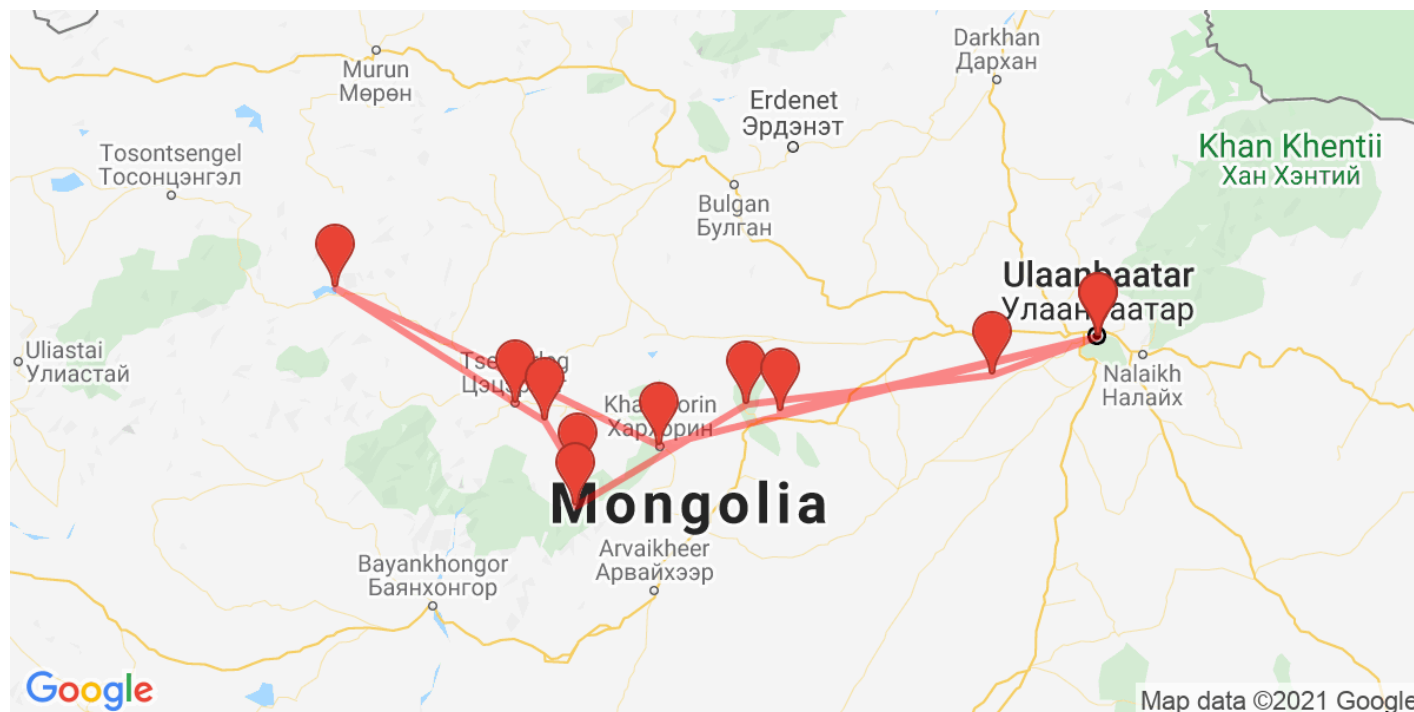 Murun
Мөрөн
Darkhan
Дархан
Erdenet
Эрдэнэт
Tosontsengel
Тосонцэнгэл
Khan Khentii
Хан Хэнтий
Bulgan
Булган
Ulaanbaatar
Улаанбаатар
Uliastai
Улиастай
Nalaikh
Налайх
Mongolia
Arvaikheer
Арвайхээр
Bayankhongor
Баянхонгор
Google
Map data ©2021 Google